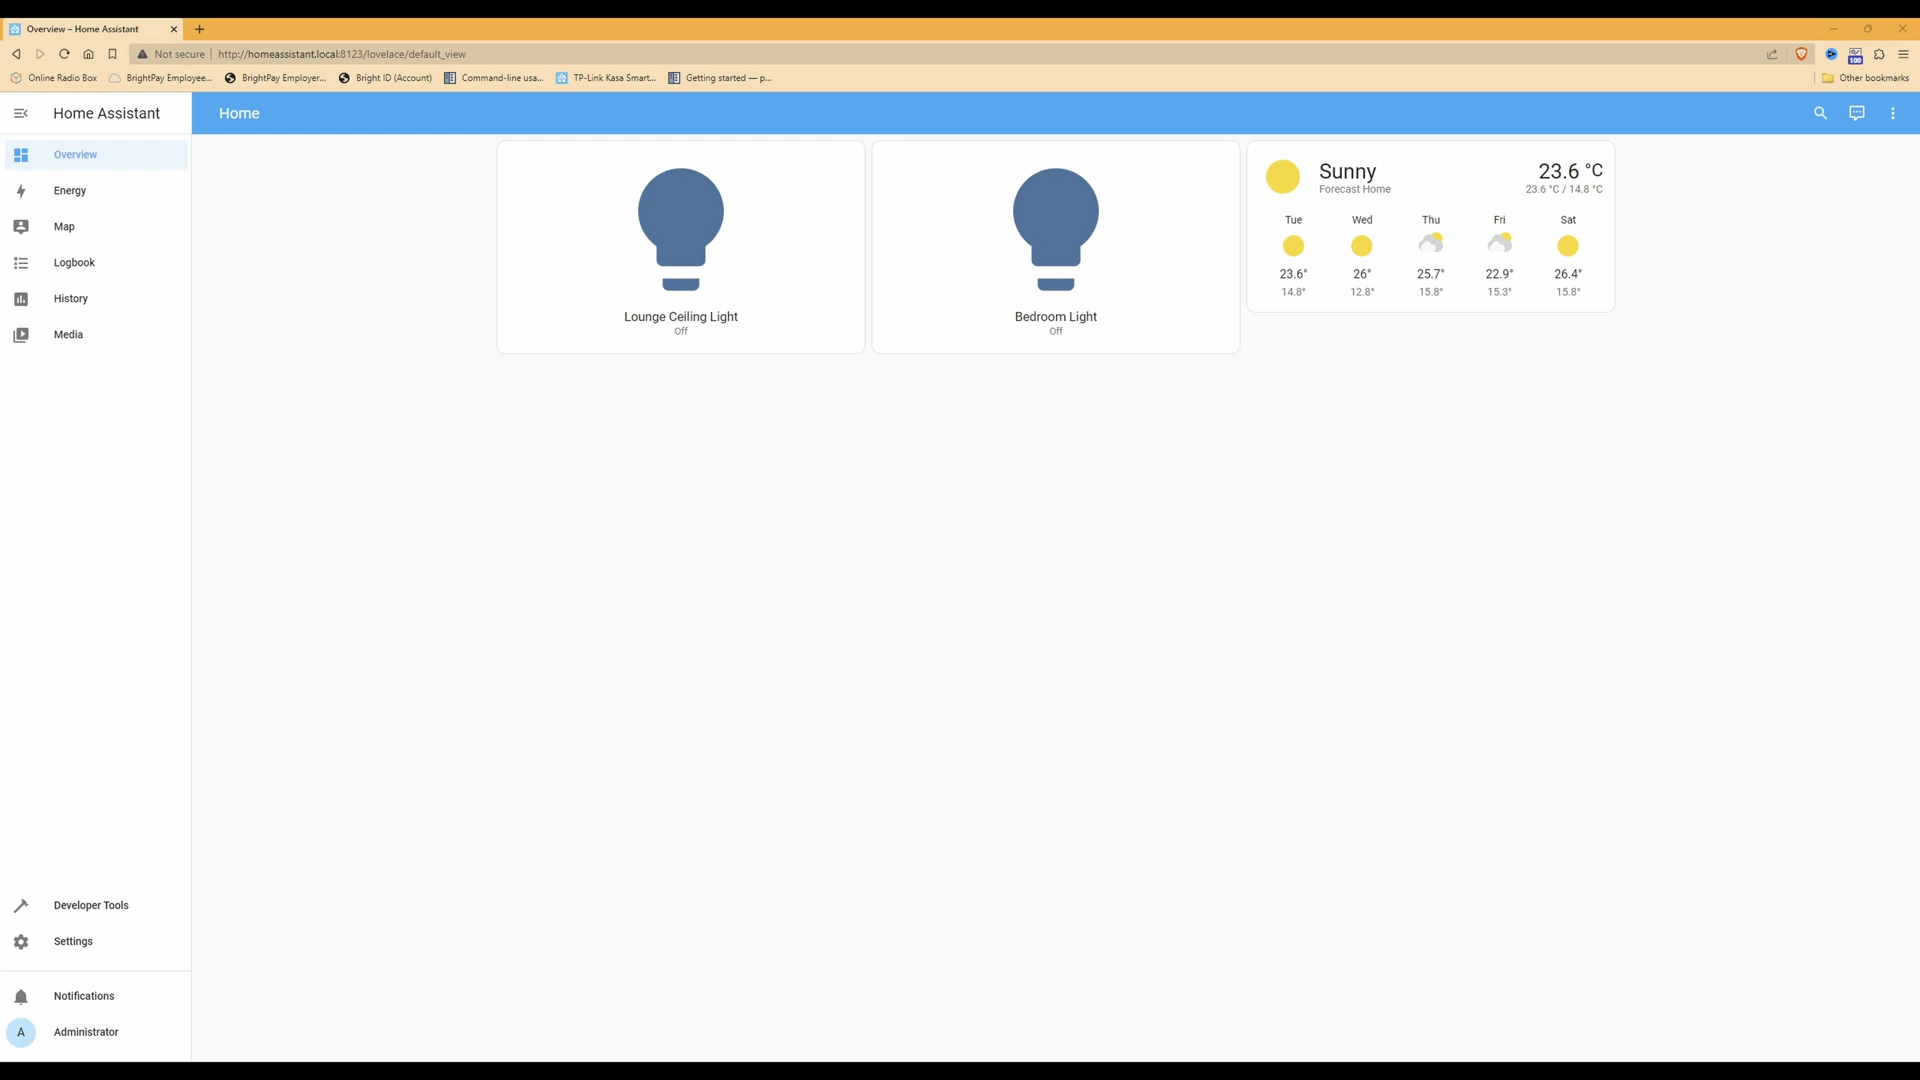 Overview – Home Assistant
Not secure http://homeassistant.local:8123/lovelace/default_view
100
Online Radio Box BrightPay Employee... BrightPay Employer... Bright ID (Account) Command-line usa... TP-Link Kasa Smart... Getting started — p... Other bookmarks
Home Assistant
Home
Overview
Energy
Map
Logbook
History
Media
Developer Tools
Settings
Notifications
A Administrator
Lounge Ceiling Light
Off
Bedroom Light
Off
Sunny 23.6 °C
Forecast Home 23.6 °C / 14.8 °C
Tue Wed Thu Fri Sat
23.6° 26° 25.7° 22.9° 26.4°
14.8° 12.8° 15.8° 15.3° 15.8°